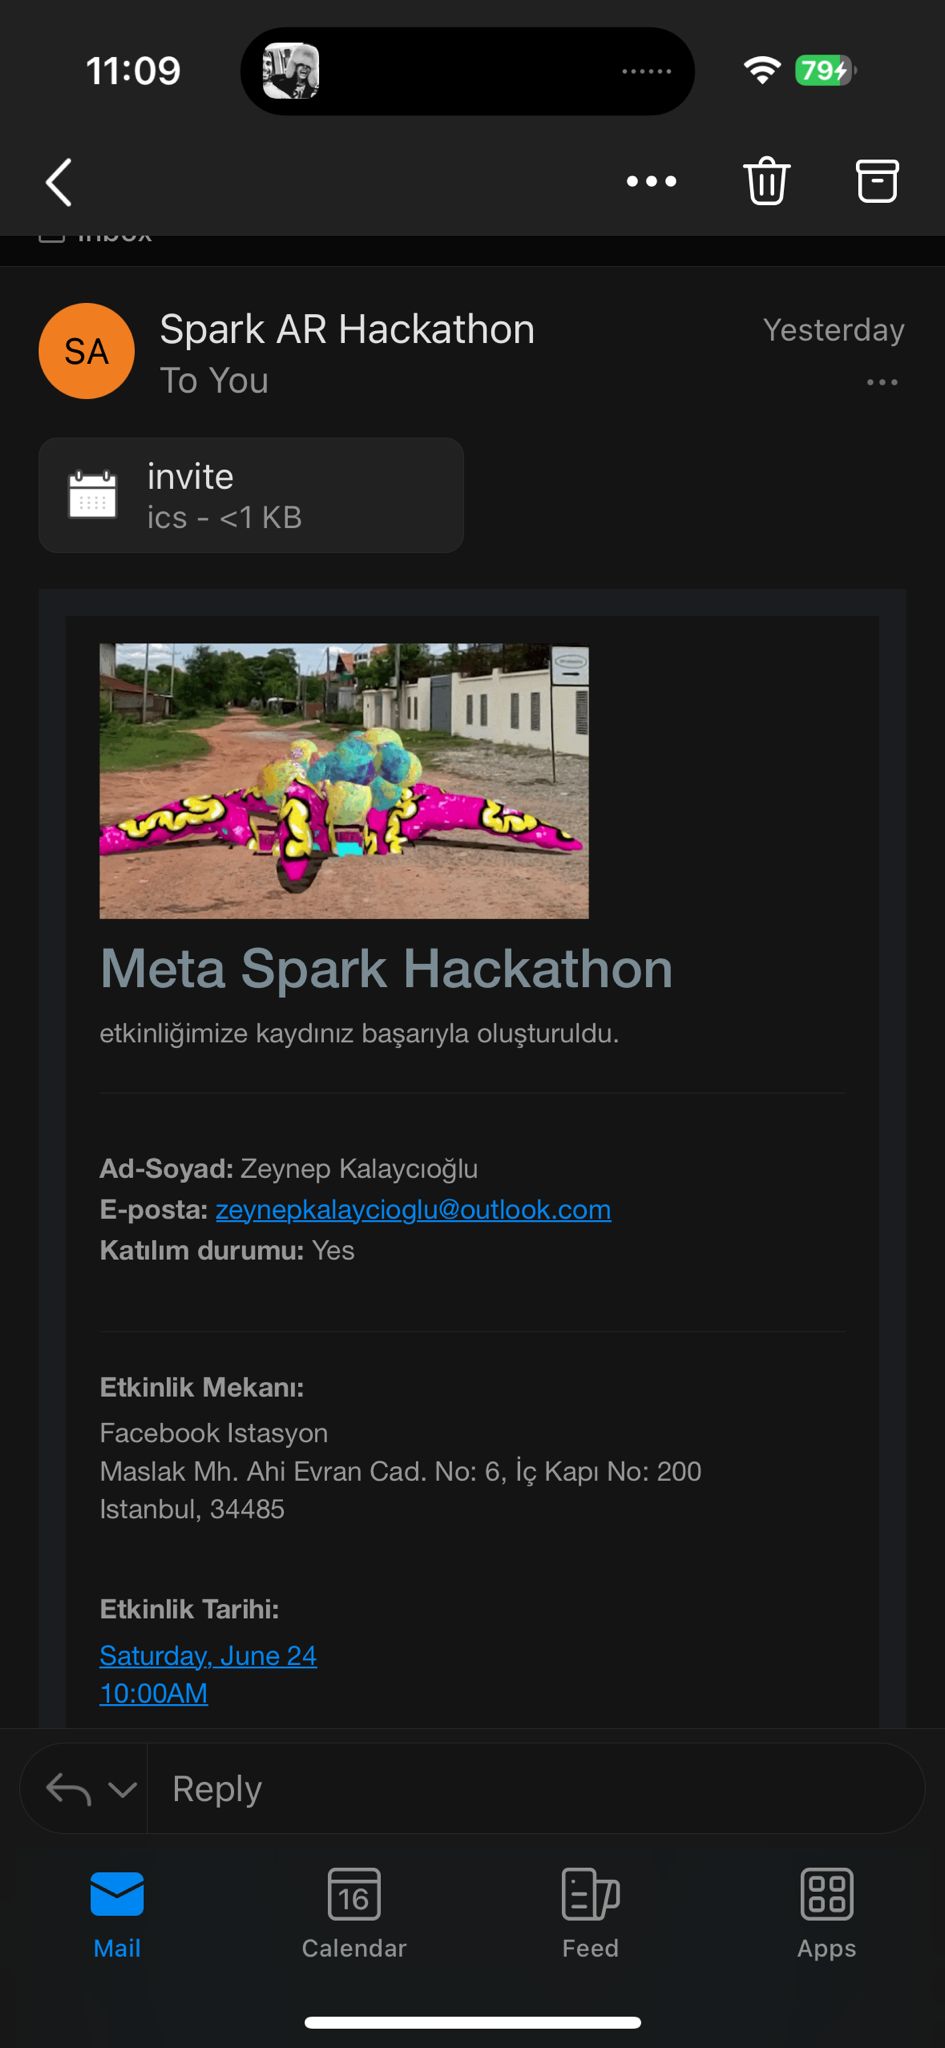 11:09
79
Inbox
SA
Spark AR Hackathon
Yesterday
To You
invite
ics - <1 KB
Meta Spark Hackathon
etkinliğimize kaydınız başarıyla oluşturuldu.
Ad-Soyad: Zeynep Kalaycıoğlu
E-posta: zeynepkalaycioglu@outlook.com
Katılım durumu: Yes
Etkinlik Mekanı:
Facebook Istasyon
Maslak Mh. Ahi Evran Cad. No: 6, İç Kapı No: 200
Istanbul, 34485
Etkinlik Tarihi:
Saturday, June 24
10:00AM
Reply
16
Mail
Calendar
Feed
Apps